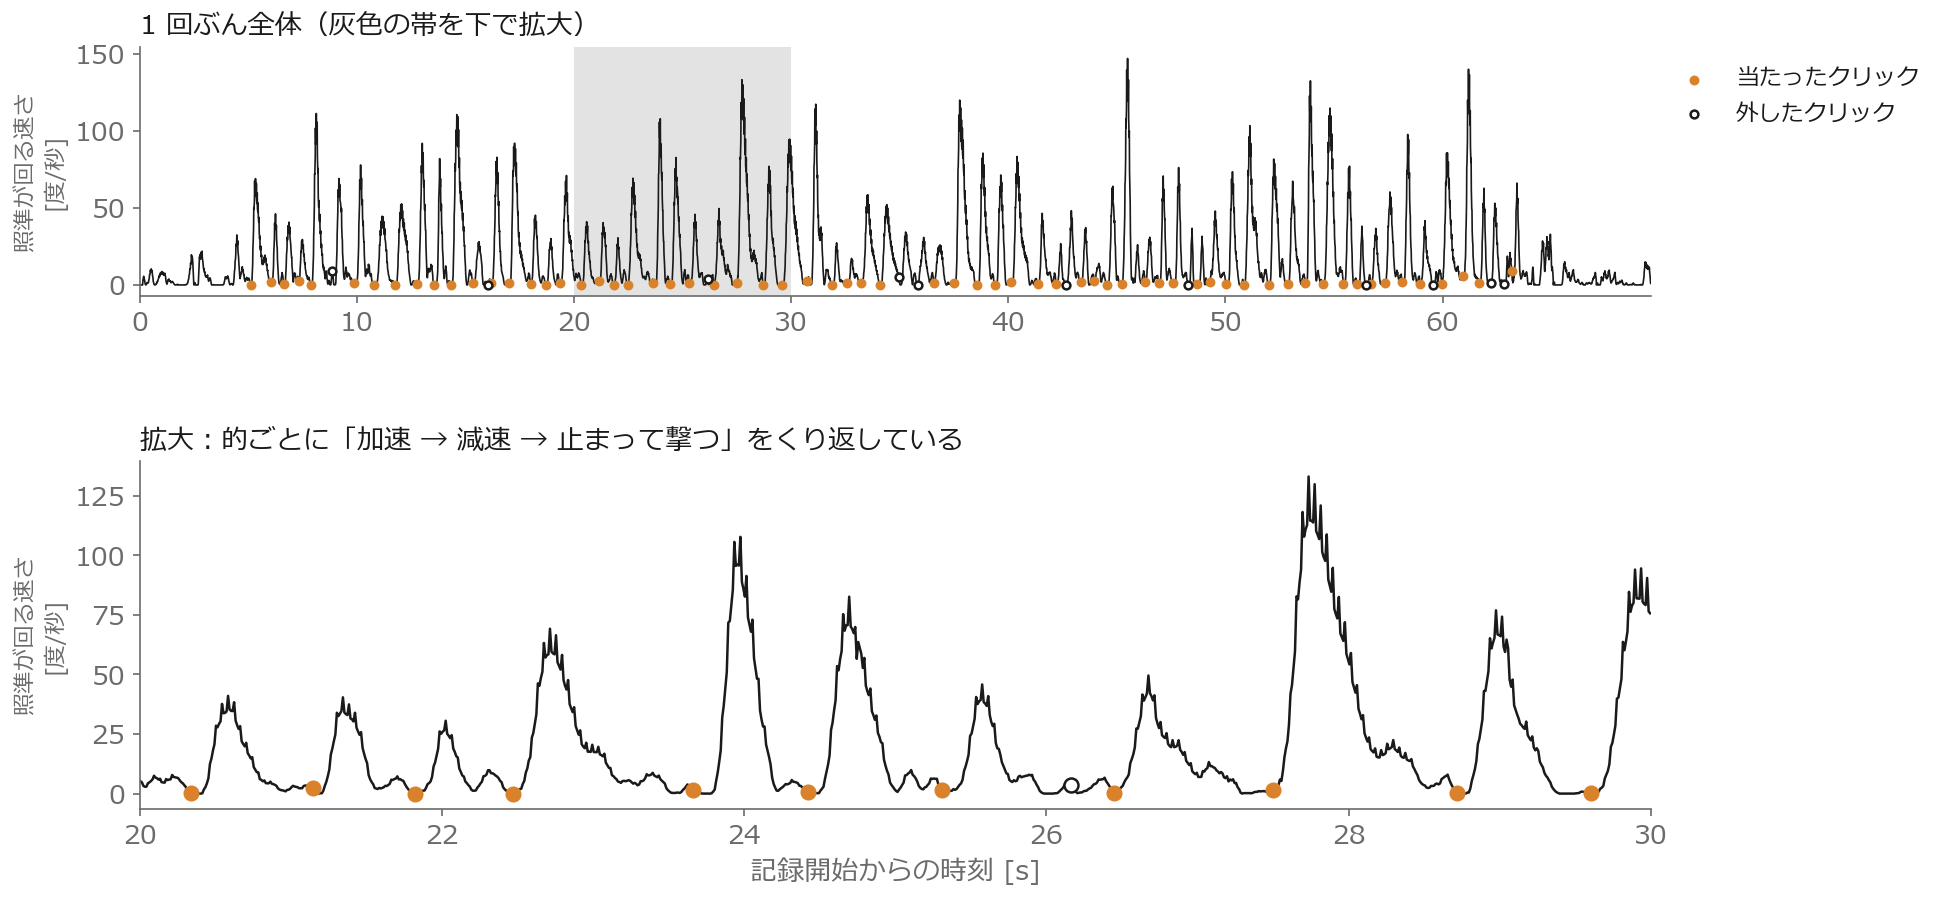 1 回ぶん全体（灰色の帯を下で拡大）
照準が回る速さ
[度/秒]
150
100
50
0
0 10 20 30 40 50 60
当たったクリック
外したクリック
拡大：的ごとに「加速 → 減速 → 止まって撃つ」をくり返している
照準が回る速さ
[度/秒]
125
100
75
50
25
0
20 22 24 26 28 30
記録開始からの時刻 [s]